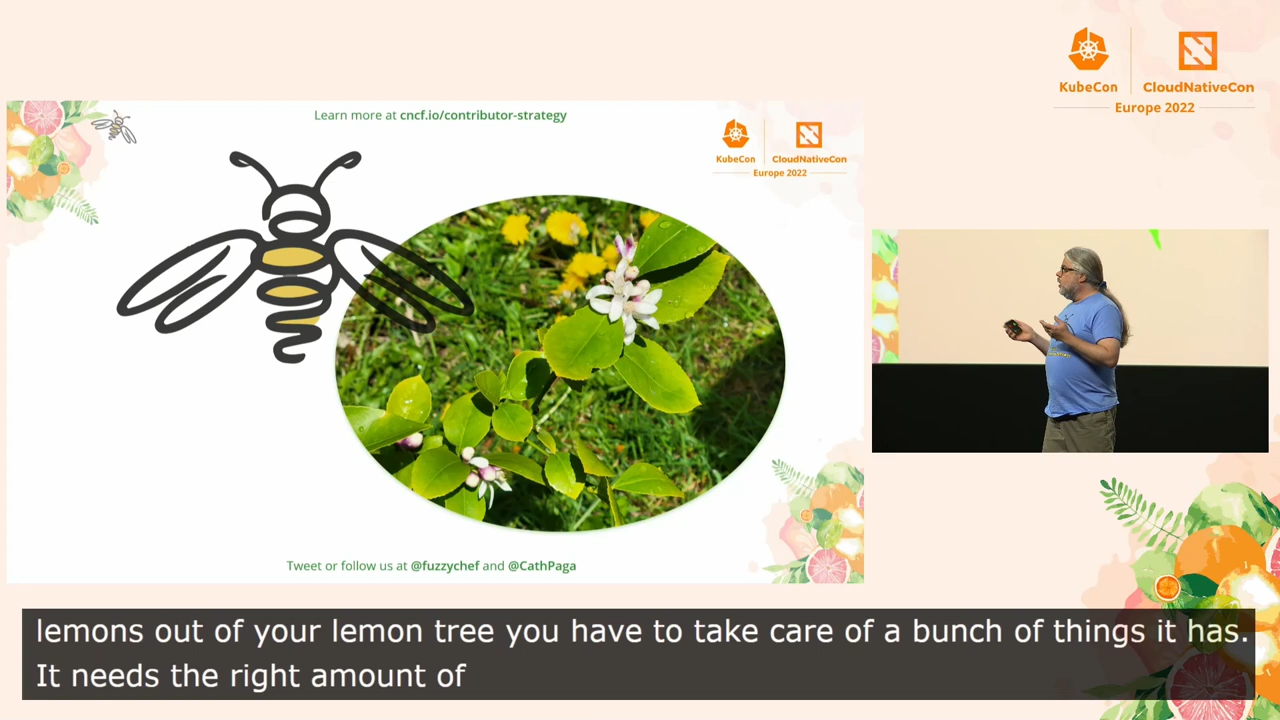 KubeCon
CloudNativeCon
Europe 2022
Learn more at cncf.io/contributor-strategy
KubeCon
CloudNativeCon
Europe 2022
Tweet or follow us at @fuzzychef and @CathPaga
lemons out of your lemon tree you have to take care of a bunch of things it has.
It needs the right amount of